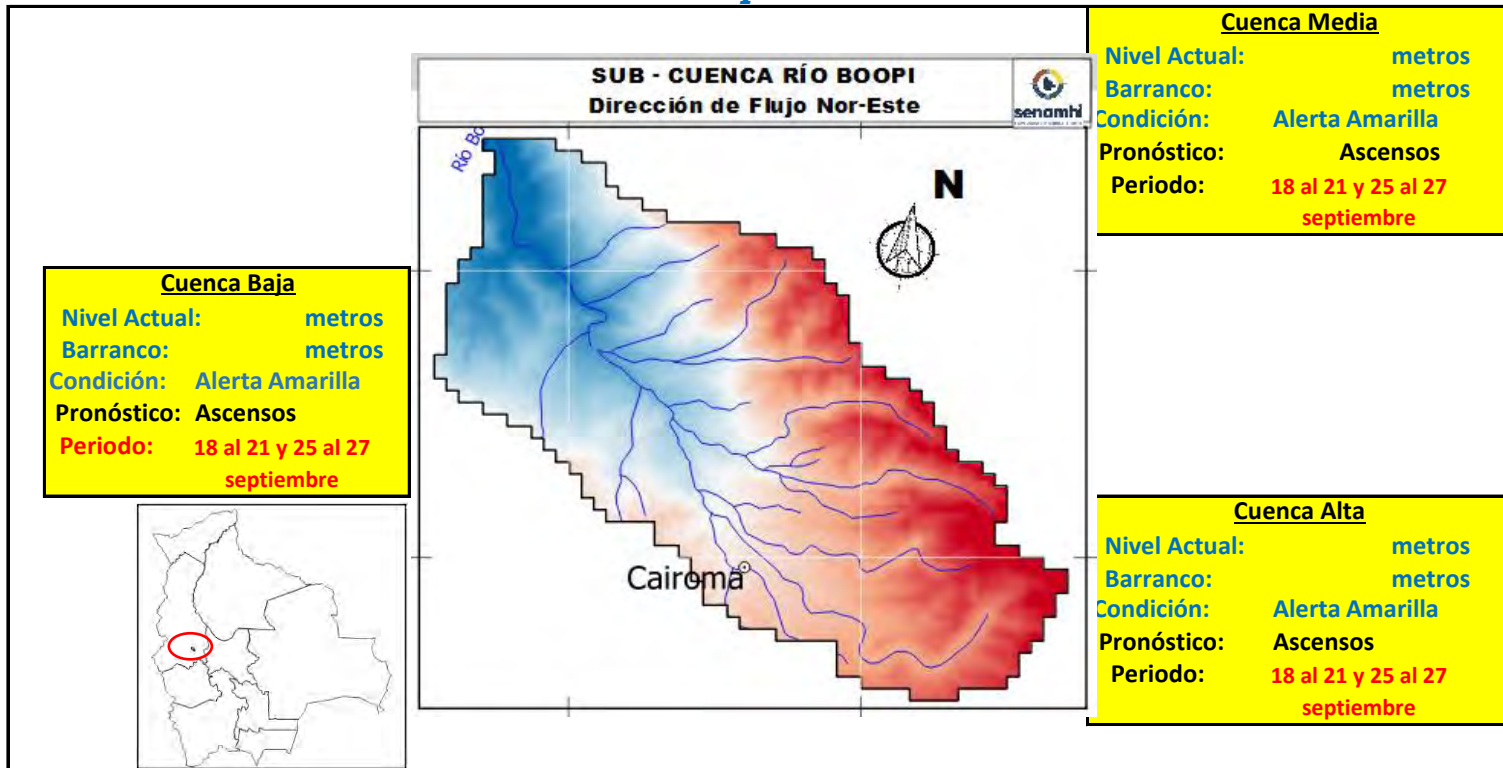 SUB - CUENCA RÍO BOOPI
Dirección de Flujo Nor-Este
senamhi
Río Bo
N
Cairoma
Cuenca Media
Nivel Actual: metros
Barranco: metros
Condición: Alerta Amarilla
Pronóstico: Ascensos
Periodo: 18 al 21 y 25 al 27
septiembre
Cuenca Baja
Nivel Actual: metros
Barranco: metros
Condición: Alerta Amarilla
Pronóstico: Ascensos
Periodo: 18 al 21 y 25 al 27
septiembre
Cuenca Alta
Nivel Actual: metros
Barranco: metros
Condición: Alerta Amarilla
Pronóstico: Ascensos
Periodo: 18 al 21 y 25 al 27
septiembre